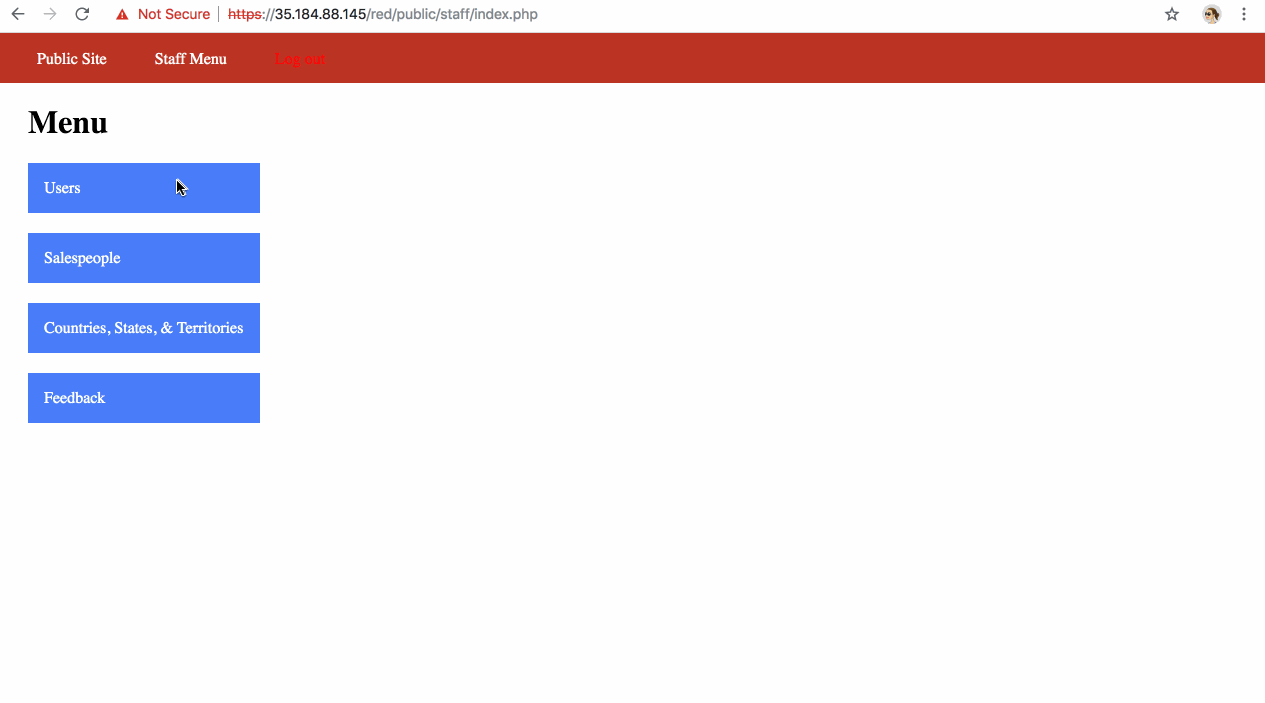 Not Secure | https://35.184.88.145/red/public/staff/index.php
Public Site Staff Menu Log out
Menu
Users
Salespeople
Countries, States, & Territories
Feedback